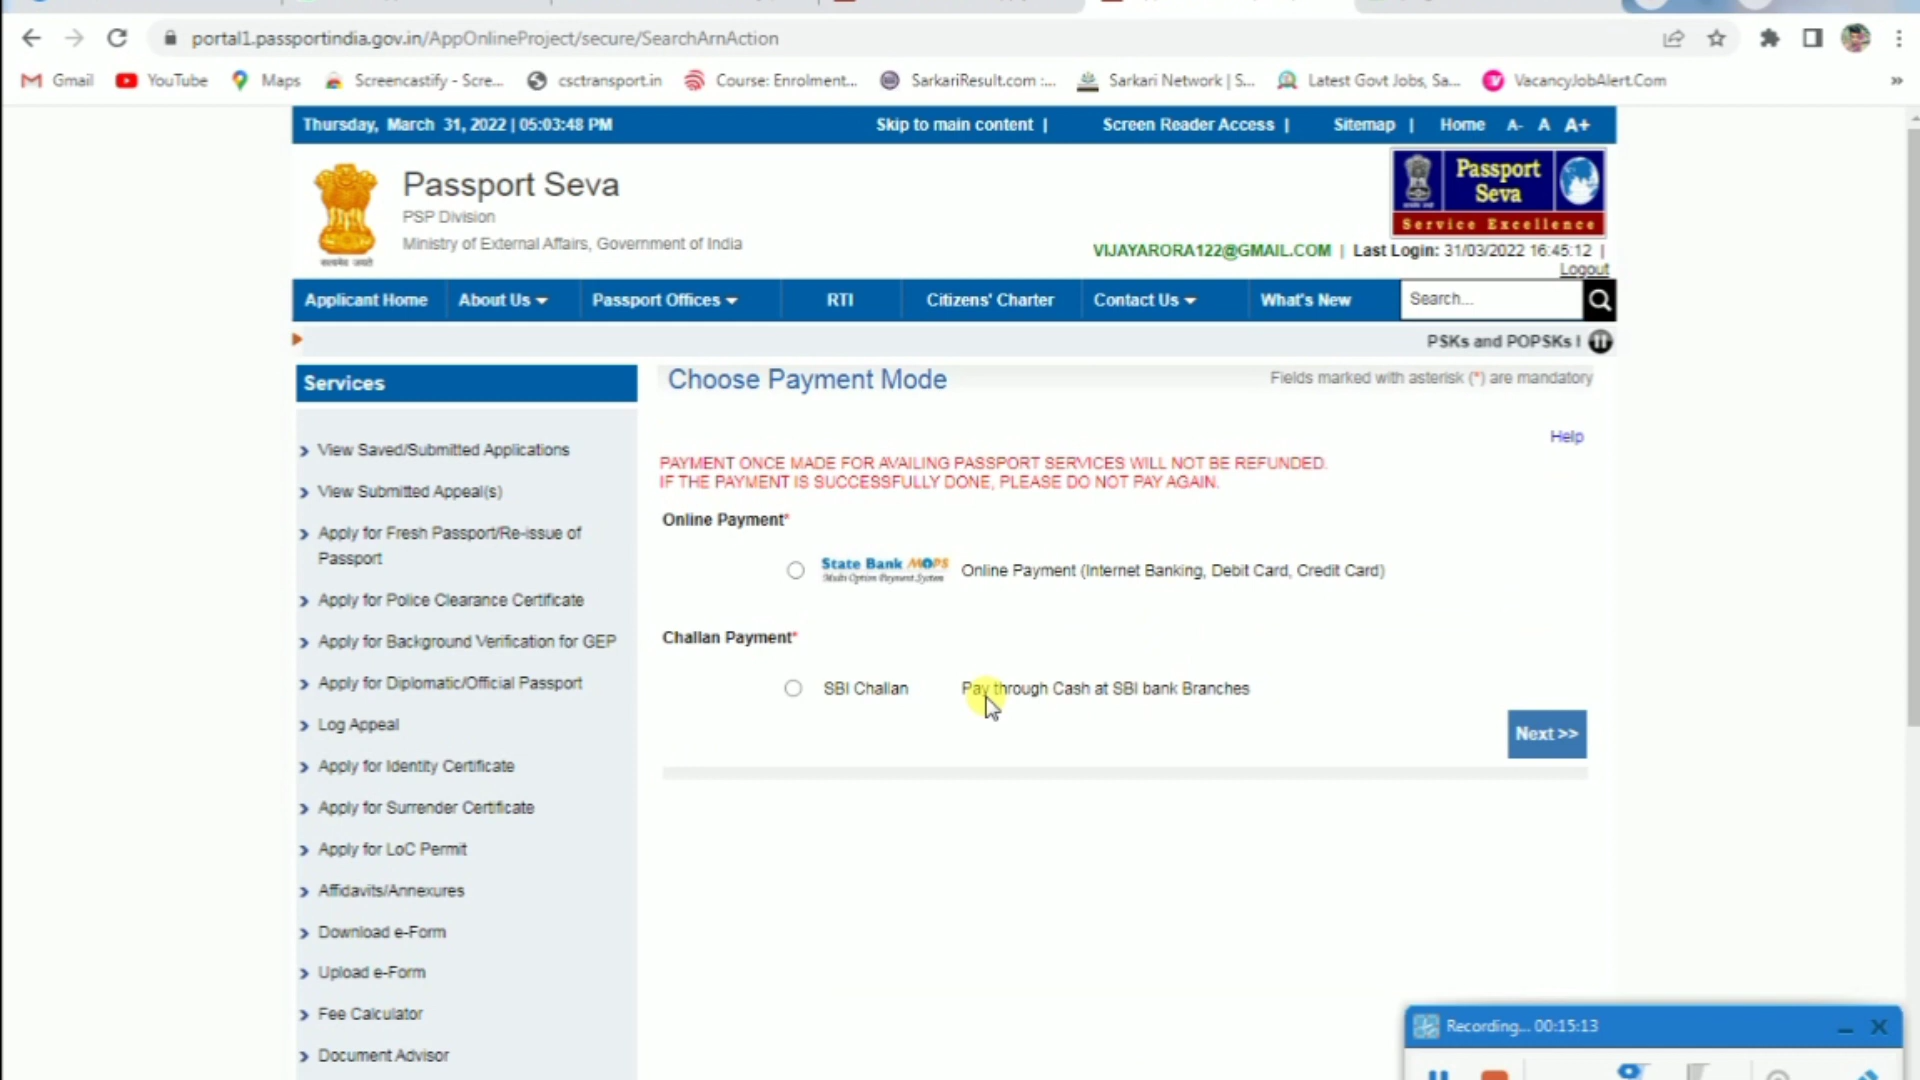 portal1.passportindia.gov.in/AppOnlineProject/secure/SearchArnAction
Gmail YouTube Maps Screencastify - Scre... csctransport.in Course: Enrolment... SarkariResult.com :... Sarkari Network | S... Latest Govt Jobs, Sa... VacancyJobAlert.Com »
Thursday, March 31, 2022 | 05:03:48 PM Skip to main content | Screen Reader Access | Sitemap | Home A- A A+
Passport Seva
PSP Division
Ministry of External Affairs, Government of India
सत्यमेव जयते
Passport
Seva
Service Excellence
VIJAYARORA122@GMAIL.COM | Last Login: 31/03/2022 16:45:12 |
Logout
Applicant Home About Us Passport Offices RTI Citizens' Charter Contact Us What's New Search...
PSKs and POPSKs
Services
View Saved/Submitted Applications
View Submitted Appeal(s)
Apply for Fresh Passport/Re-issue of
Passport
Apply for Police Clearance Certificate
Apply for Background Verification for GEP
Apply for Diplomatic/Official Passport
Log Appeal
Apply for Identity Certificate
Apply for Surrender Certificate
Apply for LoC Permit
Affidavits/Annexures
Download e-Form
Upload e-Form
Fee Calculator
Document Advisor
Choose Payment Mode Fields marked with asterisk (*) are mandatory
Help
PAYMENT ONCE MADE FOR AVAILING PASSPORT SERVICES WILL NOT BE REFUNDED.
IF THE PAYMENT IS SUCCESSFULLY DONE, PLEASE DO NOT PAY AGAIN.
Online Payment*
State Bank MOPS
Multi Option Payment System
Online Payment (Internet Banking, Debit Card, Credit Card)
Challan Payment*
SBI Challan Pay through Cash at SBI bank Branches
Next >>
Recording... 00:15:13